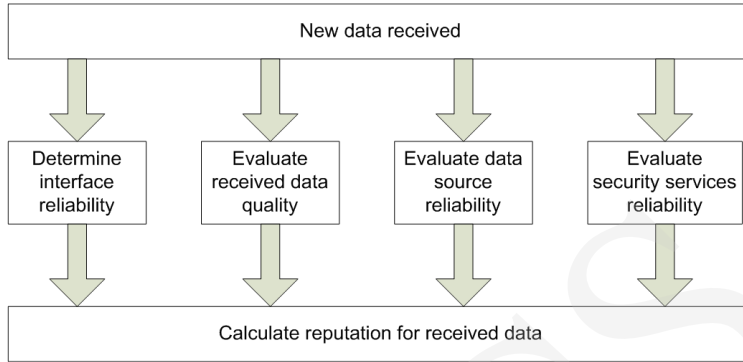 New data received
Determine
interface
reliability
Evaluate
received data
quality
Evaluate data
source
reliability
Evaluate
security services
reliability
Calculate reputation for received data